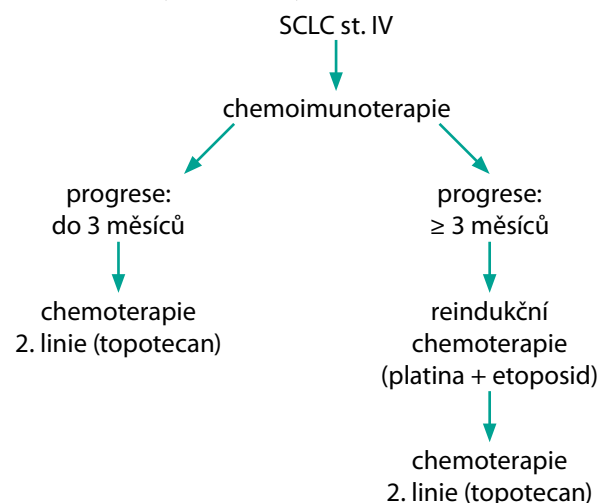 SCLC st. IV
chemoimunoterapie
progrese:
do 3 měsíců
chemoterapie
2. linie (topotecan)
progrese:
≥ 3 měsíců
reindukční
chemoterapie
(platina + etoposid)
chemoterapie
2. linie (topotecan)